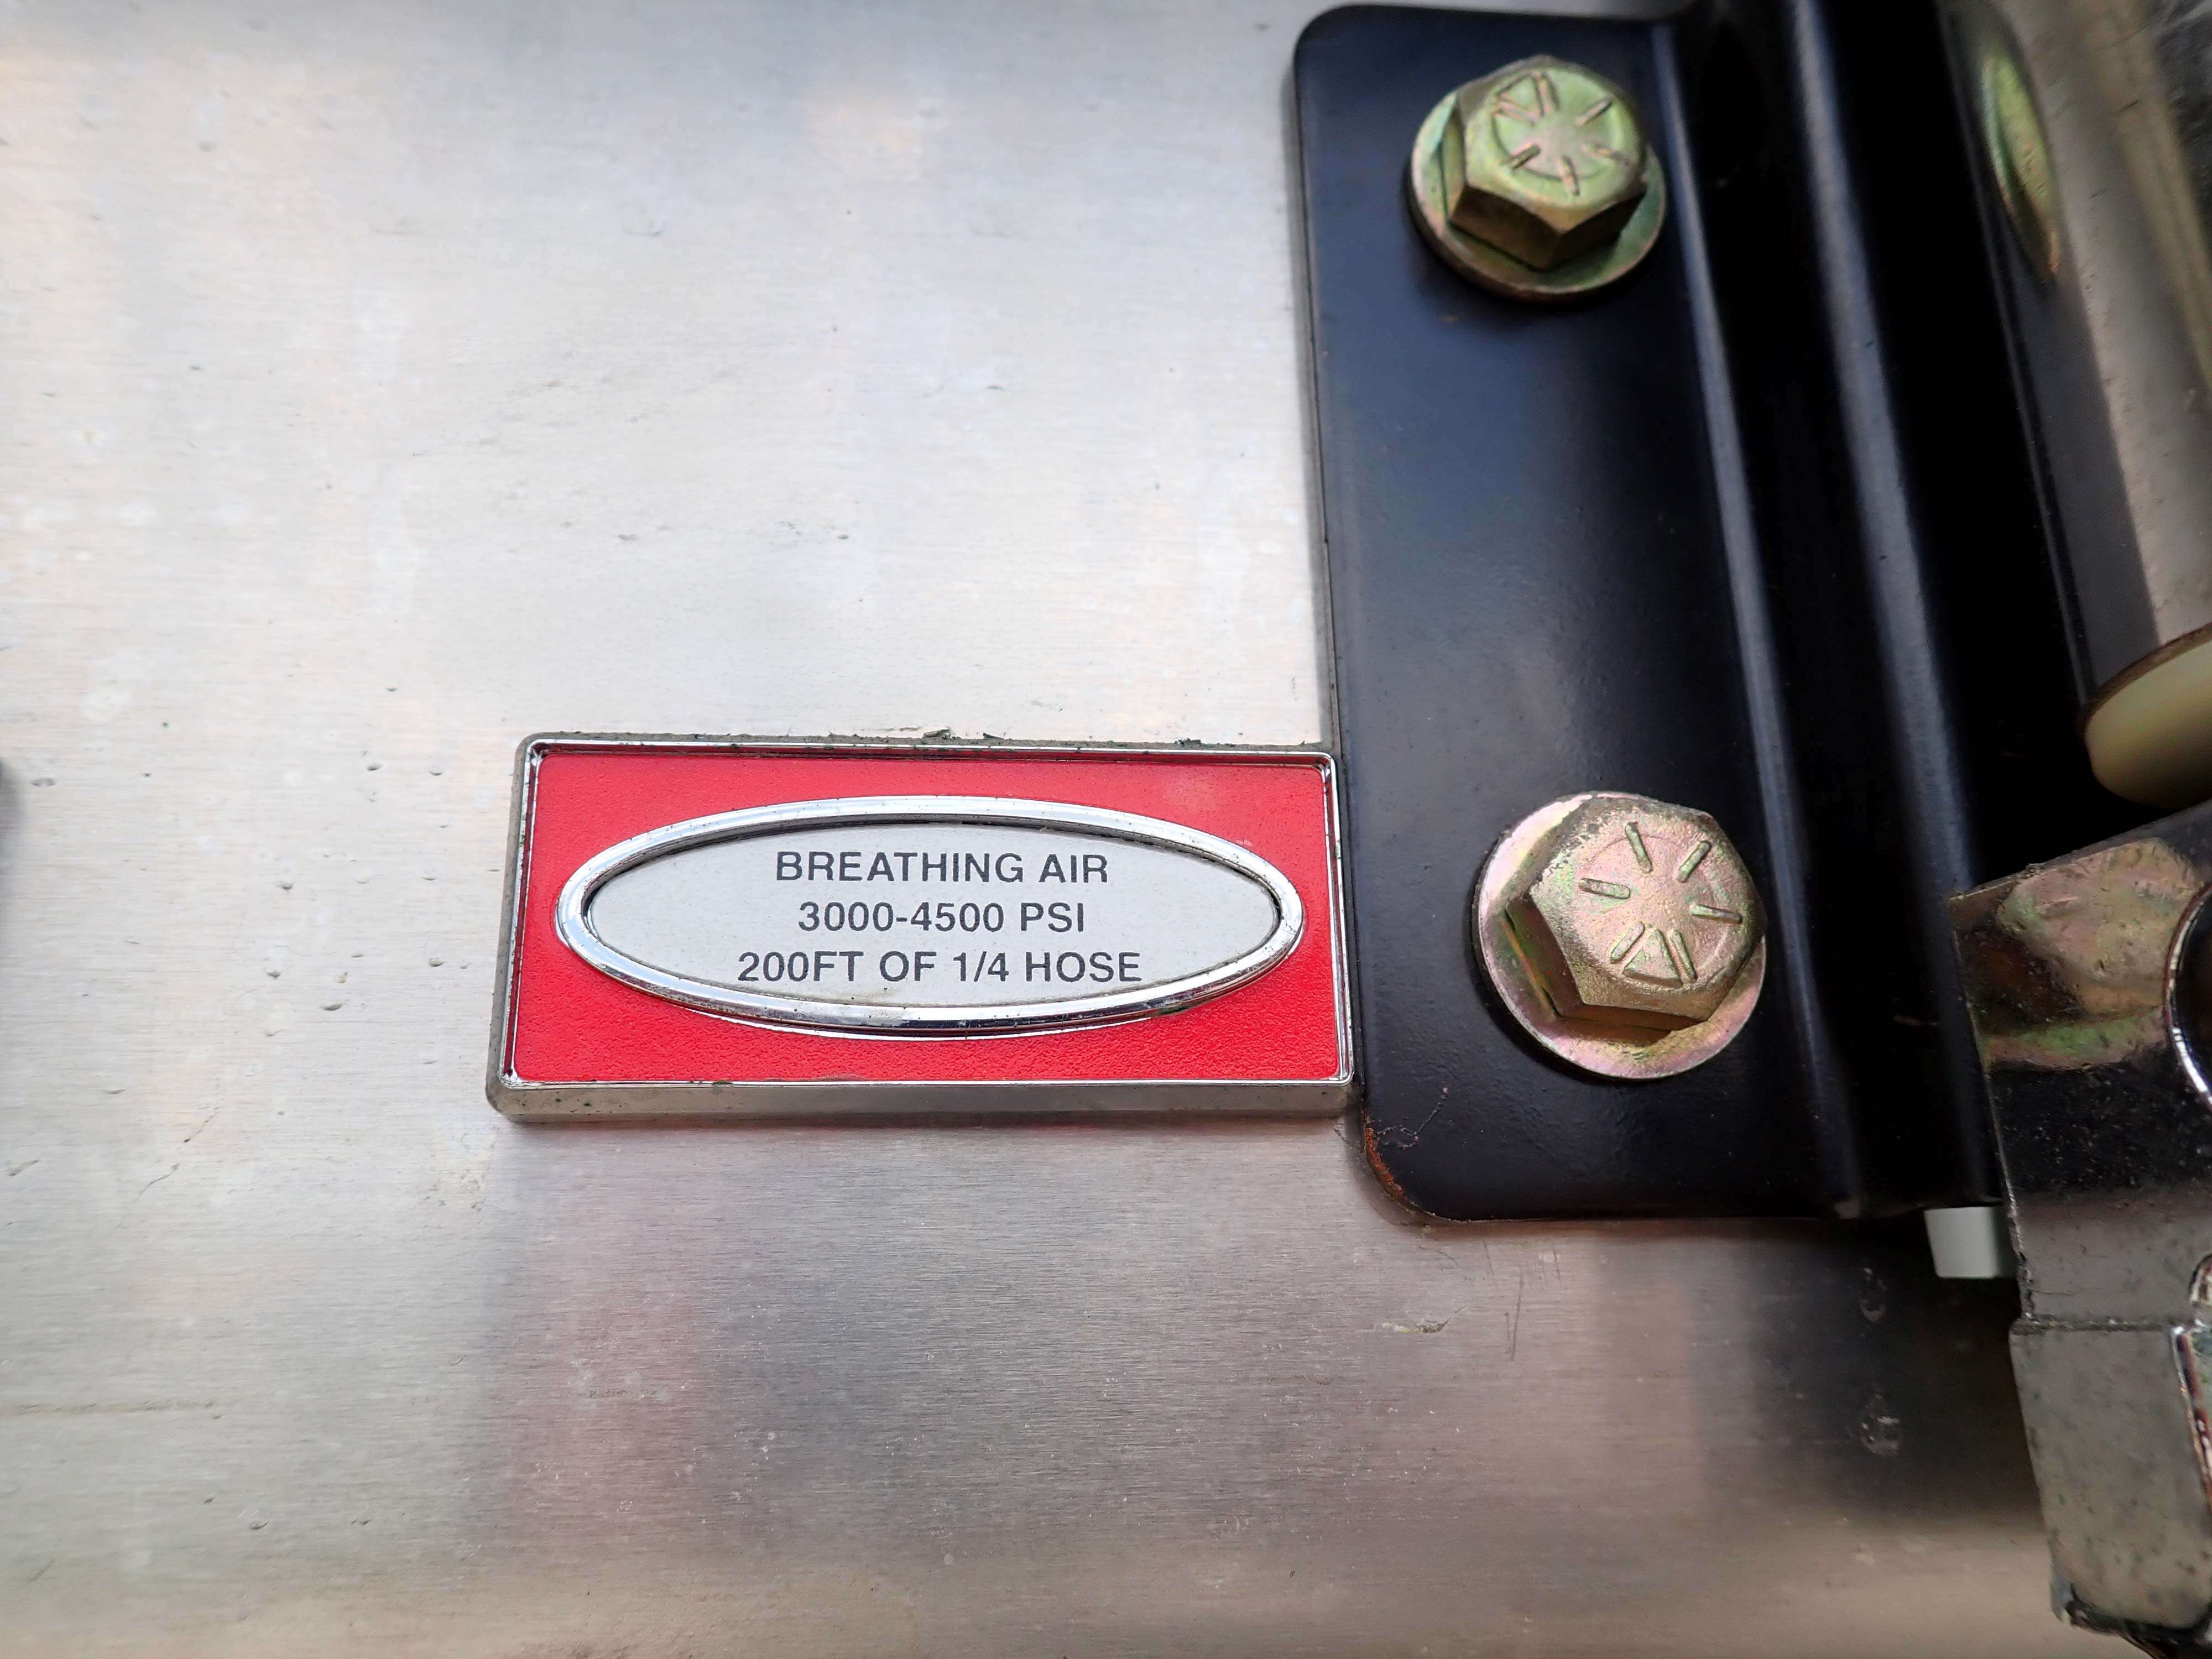 BREATHING AIR
3000-4500 PSI
200FT OF 1/4 HOSE